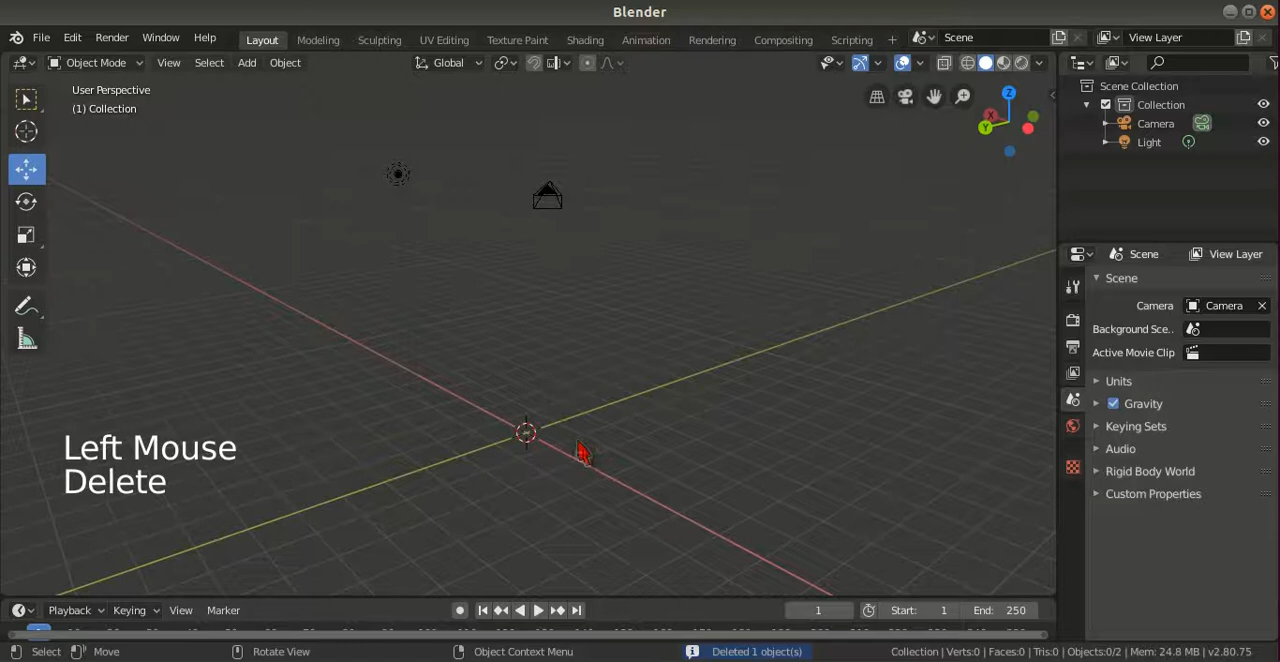 Blender
File Edit Render Window Help Layout Modeling Sculpting UV Editing Texture Paint Shading Animation Rendering Compositing Scripting + Scene View Layer
Object Mode View Select Add Object Global
User Perspective
(1) Collection
Z
X
Y
Scene Collection
Collection
Camera
Light
Scene View Layer
Scene
Camera Camera
Background Sce..
Active Movie Clip
Units
Gravity
Keying Sets
Audio
Rigid Body World
Custom Properties
Left Mouse
Delete
Playback Keying View Marker 1 Start: 1 End: 250
Select Move Rotate View Object Context Menu Deleted 1 object(s) Collection | Verts:0 | Faces:0 | Tris:0 | Objects:0/2 | Mem: 24.8 MB | v2.80.75